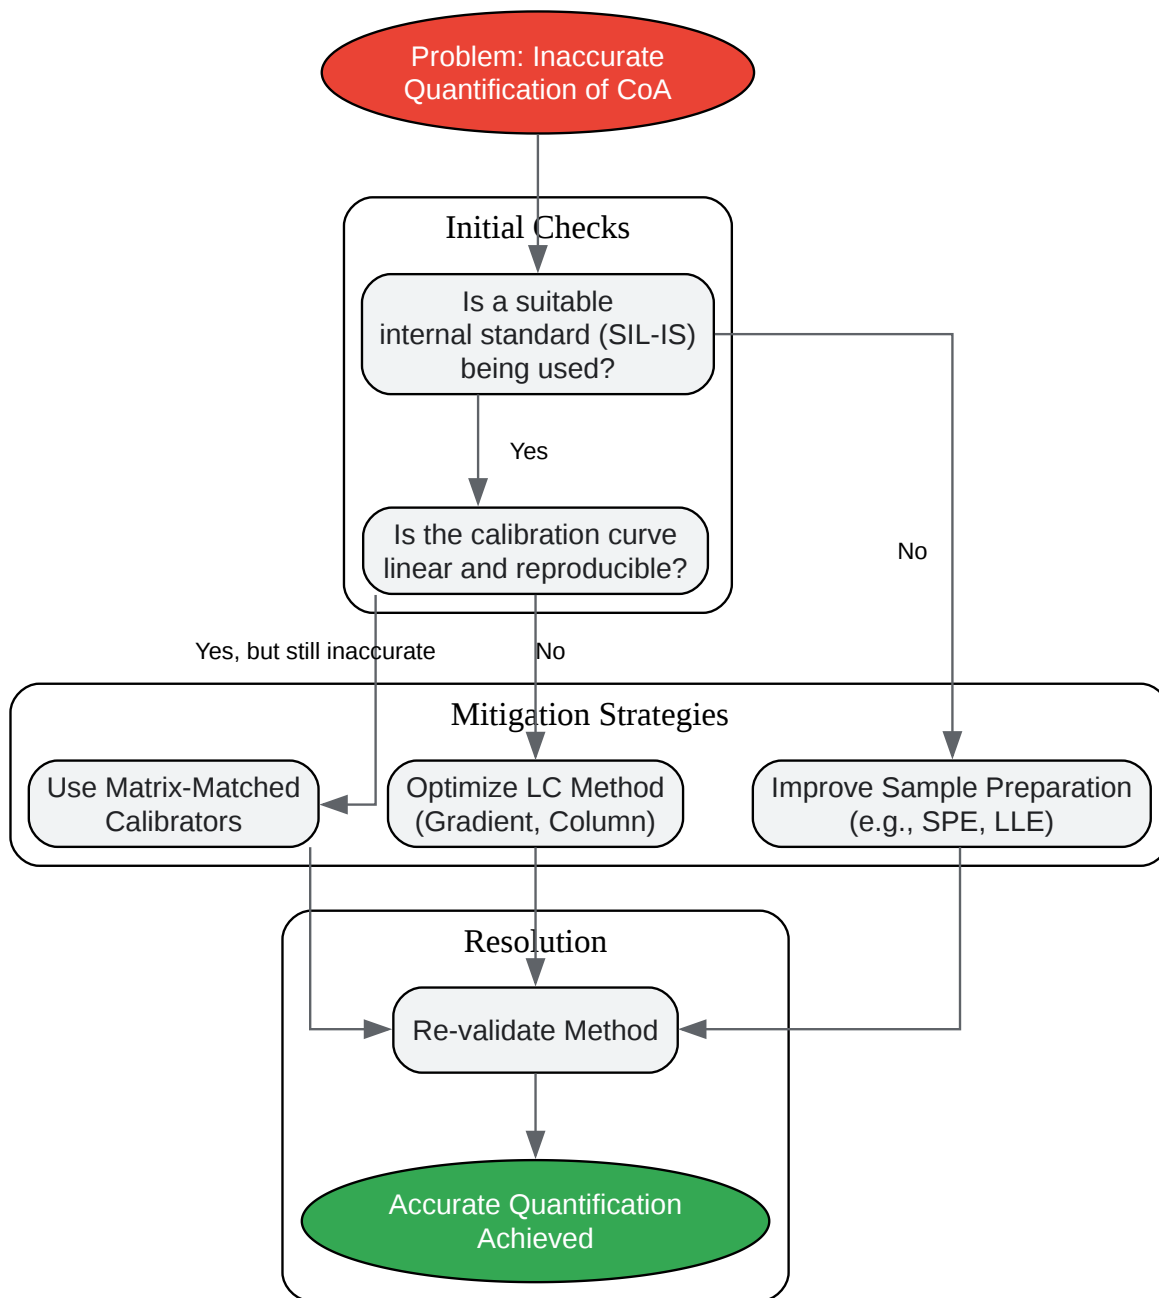 Problem: Inaccurate
Quantification of CoA
Initial Checks
Is a suitable
internal standard (SIL-IS)
being used?
Yes
Is the calibration curve
linear and reproducible?
No
Yes, but still inaccurate
No
Mitigation Strategies
Use Matrix-Matched
Calibrators
Optimize LC Method
(Gradient, Column)
Improve Sample Preparation
(e.g., SPE, LLE)
Resolution
Re-validate Method
Accurate Quantification
Achieved